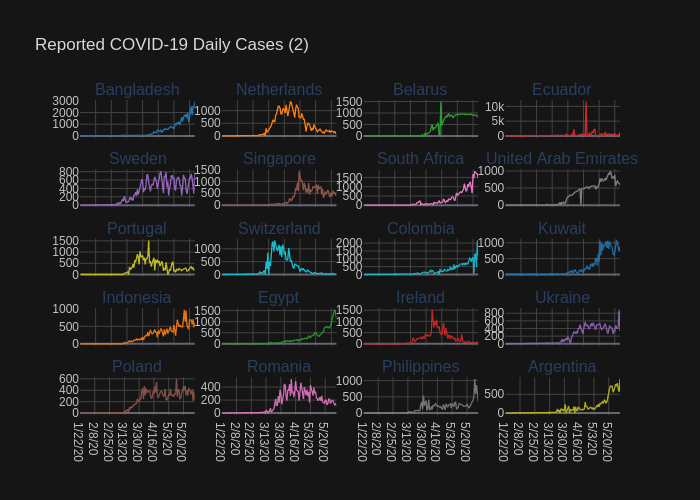 Reported COVID-19 Daily Cases (2)
Bangladesh Netherlands Belarus Ecuador
3000 2000 1000 0
1000 500 0
1500 1000 500 0
10k 5k 0
Sweden Singapore South Africa United Arab Emirates
800 600 400 200 0
1500 1000 500 0
1500 1000 500 0
1000 500 0
Portugal Switzerland Colombia Kuwait
1500 1000 500 0
1000 500 0
2000 1500 1000 500 0
1000 500 0
Indonesia Egypt Ireland Ukraine
1000 500 0
1500 1000 500 0
1500 1000 500 0
800 600 400 200 0
Poland Romania Philippines Argentina
600 400 200 0
400 200 0
1000 500 0
500 0
1/22/20 2/8/20 2/25/20 3/13/20 3/30/20 4/16/20 5/3/20 5/20/20
1/22/20 2/8/20 2/25/20 3/13/20 3/30/20 4/16/20 5/3/20 5/20/20
1/22/20 2/8/20 2/25/20 3/13/20 3/30/20 4/16/20 5/3/20 5/20/20
1/22/20 2/8/20 2/25/20 3/13/20 3/30/20 4/16/20 5/3/20 5/20/20